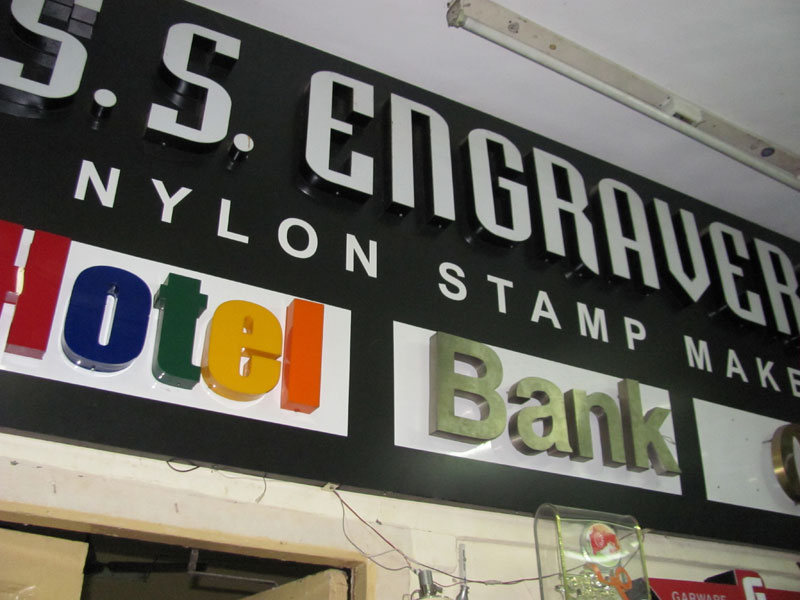 S.S. ENGRAVER
NYLON STAMP MAKE
Hotel
Bank
GARWARE